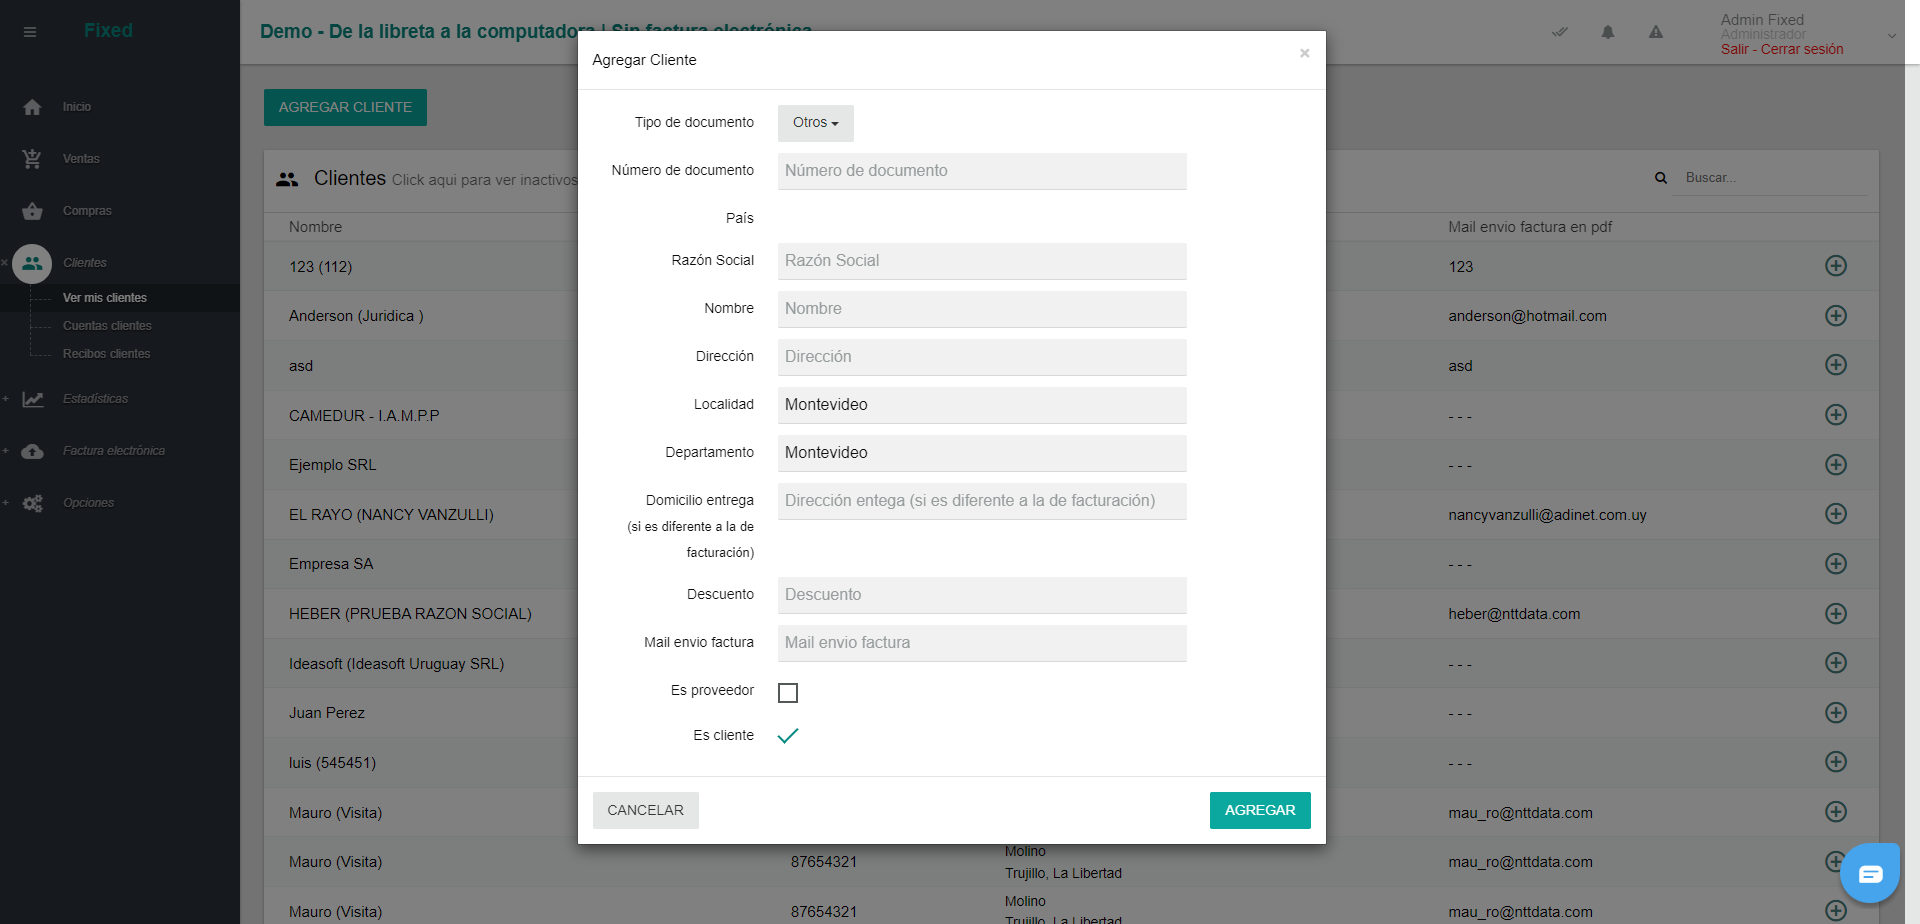 Fixed
Demo - De la libreta a la computadora | Sin factura electrónica
Admin Fixed
Administrador
Salir - Cerrar sesión
Inicio
Ventas
Compras
Clientes
Ver mis clientes
Cuentas clientes
Recibos clientes
Estadísticas
Factura electrónica
Opciones
AGREGAR CLIENTE
Clientes Click aqui para ver inactivos
Buscar...
Nombre
Mail envio factura en pdf
123 (112)
123
Anderson (Juridica )
anderson@hotmail.com
asd
asd
CAMEDUR - I.A.M.P.P
- - -
Ejemplo SRL
- - -
EL RAYO (NANCY VANZULLI)
nancyvanzulli@adinet.com.uy
Empresa SA
- - -
HEBER (PRUEBA RAZON SOCIAL)
heber@nttdata.com
Ideasoft (Ideasoft Uruguay SRL)
- - -
Juan Perez
- - -
luis (545451)
- - -
Mauro (Visita)
mau_ro@nttdata.com
Mauro (Visita)
87654321
Molino
Trujillo, La Libertad
mau_ro@nttdata.com
Mauro (Visita)
87654321
Molino
Trujillo, La Libertad
mau_ro@nttdata.com
Agregar Cliente
×
Tipo de documento
Otros
Número de documento
Número de documento
País
Razón Social
Razón Social
Nombre
Nombre
Dirección
Dirección
Localidad
Montevideo
Departamento
Montevideo
Domicilio entrega
(si es diferente a la de
facturación)
Dirección entega (si es diferente a la de facturación)
Descuento
Descuento
Mail envio factura
Mail envio factura
Es proveedor
Es cliente
CANCELAR
AGREGAR